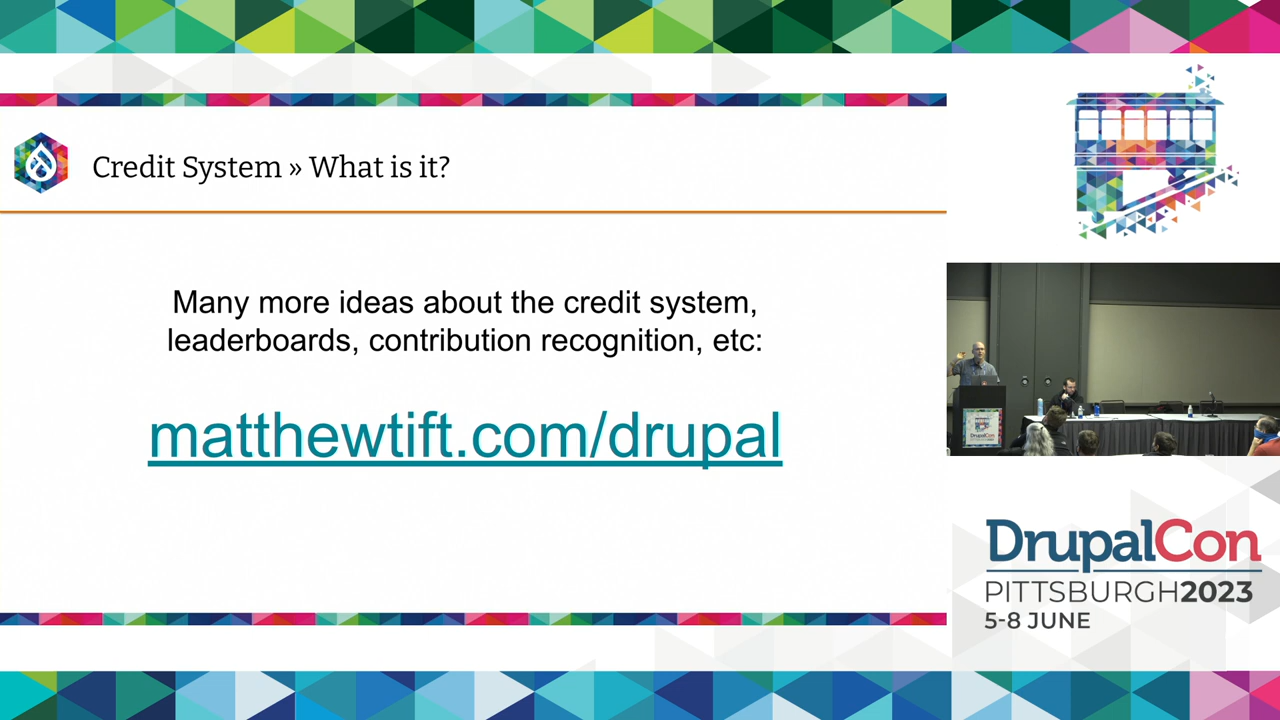 Credit System » What is it?
Many more ideas about the credit system,
leaderboards, contribution recognition, etc:
matthewtift.com/drupal
DrupalCon
DrupalCon
PITTSBURGH2023
5-8 JUNE